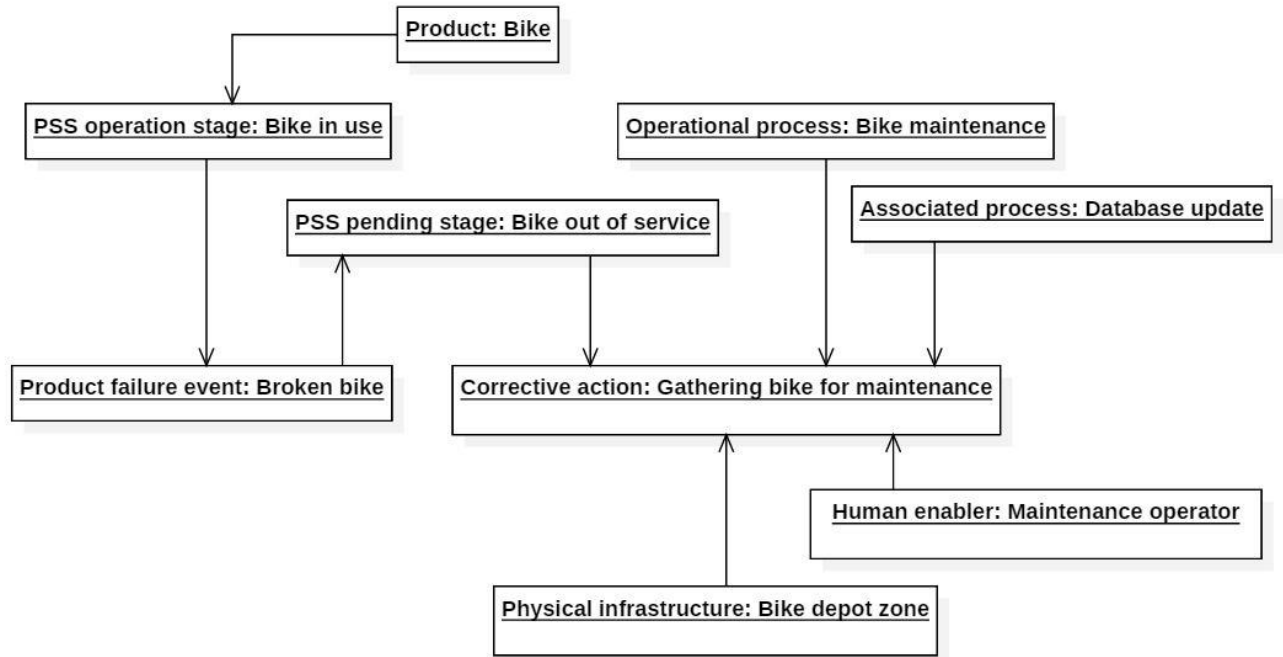 Product: Bike
PSS operation stage: Bike in use
Operational process: Bike maintenance
PSS pending stage: Bike out of service
Associated process: Database update
Product failure event: Broken bike
Corrective action: Gathering bike for maintenance
Human enabler: Maintenance operator
Physical infrastructure: Bike depot zone